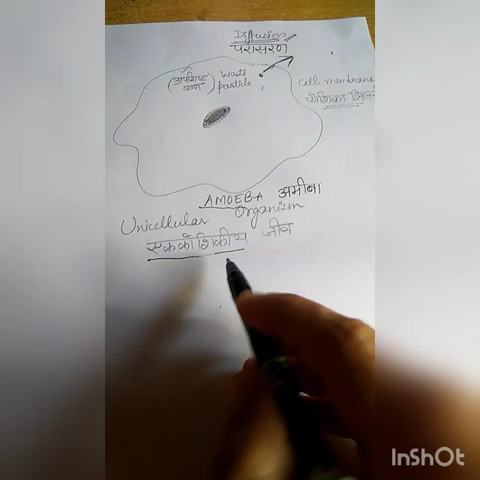 Diffusion
परासरण
(अपशिष्ट कण) waste particle
Cell membrane
कोशिका झिल्ली
AMOEBA अमीबा
Unicellular organism
एककोशिकीय जीव
InShOt